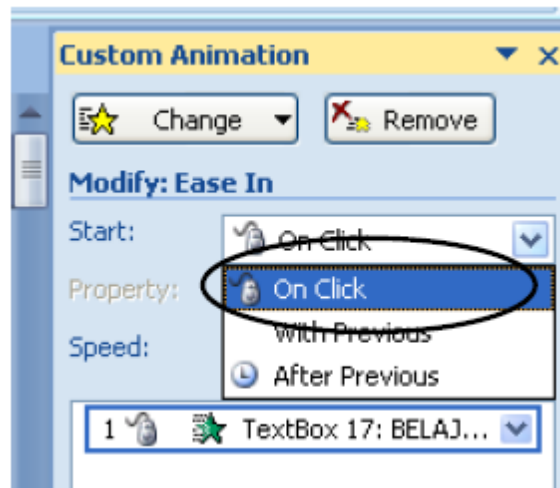 Custom Animation
Change Remove
Modify: Ease In
Start: On Click
Property: On Click
With Previous
Speed:
After Previous
1 TextBox 17: BELAJ...